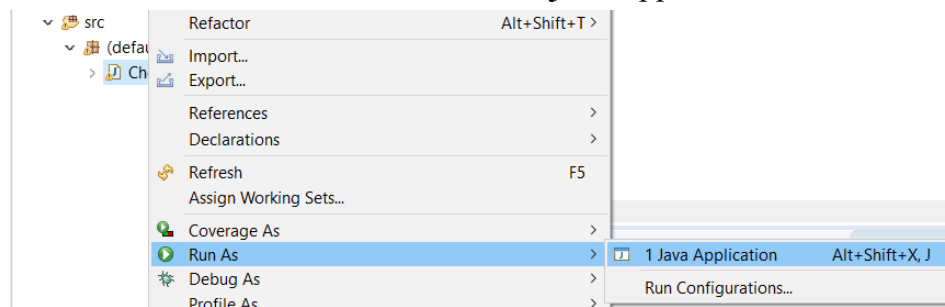 src
Refactor Alt+Shift+T >
(defau
Import...
Ch
Export...
References >
Declarations >
Refresh F5
Assign Working Sets...
Coverage As >
Run As > 1 Java Application Alt+Shift+X, J
Debug As >
Run Configurations...
Profile As >